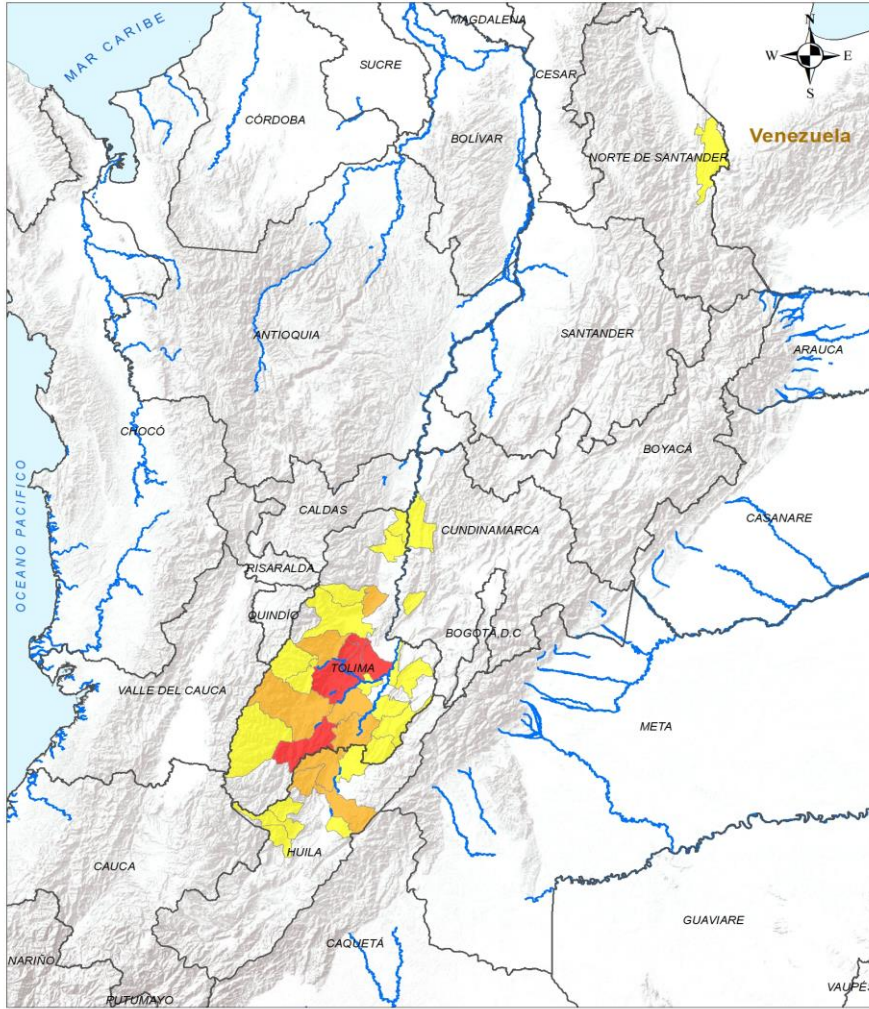 MAGDALENA
N
MAR CARIBE
W
E
SUCRE
CESAR
S
CÓRDOBA
BOLÍVAR
Venezuela
NORTE DE SANTANDER
ANTIOQUIA
SANTANDER
ARAUCA
CHOCÓ
BOYACÁ
OCEANO PACIFICO
CALDAS
CUNDINAMARCA
CASANARE
RISARALDA
QUINDÍO
BOGOTÁ D.C
TOLIMA
VALLE DEL CAUCA
META
HUILA
CAUCA
GUAVIARE
CAQUETÁ
NARIÑO
PUTUMAYO
VAUPÉS